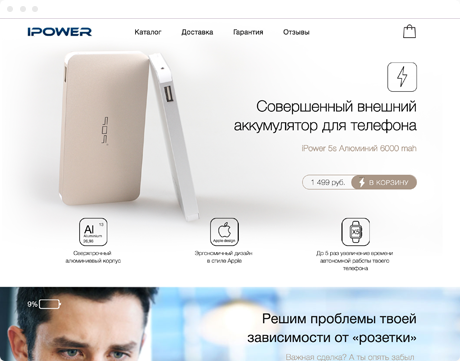 IPOWER
Каталог Доставка Гарантия Отзывы
Совершенный внешний
аккумулятор для телефона
iPower 5s Алюминий 6000 mah
1 499 руб. В КОРЗИНУ
13
Al
Aluminium
26,98
Apple design
X5
Сверхпрочный
алюминиевый корпус
Эргономичный дизайн
в стиле Apple
До 5 раз увеличение времени
автономной работы твоего
телефона
9%
Решим проблемы твоей
зависимости от «розетки»
Важная сделка? А ты опять забыл